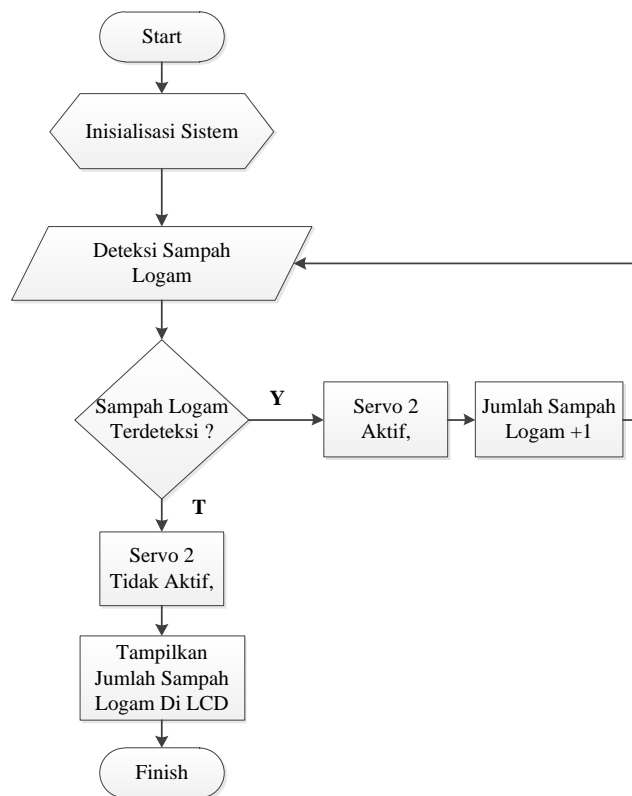 Start
Inisialisasi Sistem
Deteksi Sampah
Logam
Sampah Logam
Terdeteksi ?
Y
Servo 2
Aktif,
Jumlah Sampah
Logam +1
T
Servo 2
Tidak Aktif,
Tampilkan
Jumlah Sampah
Logam Di LCD
Finish